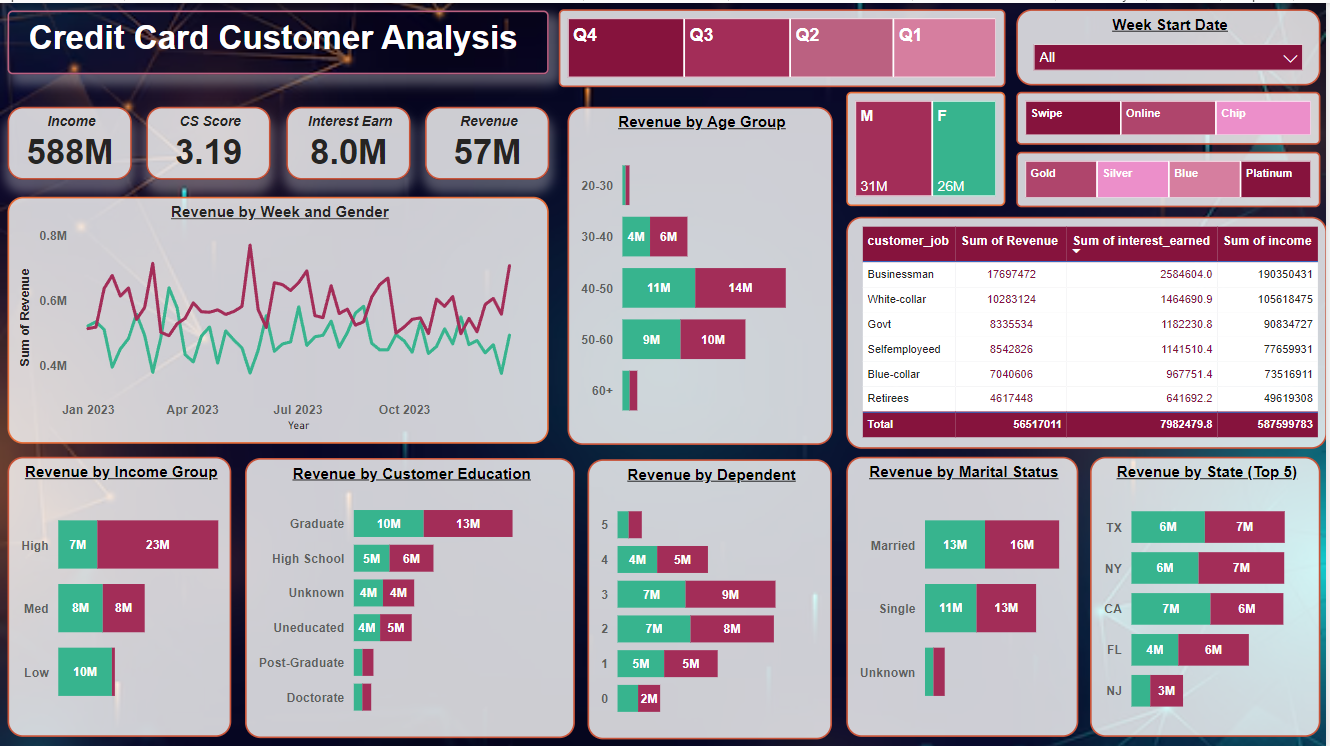 Credit Card Customer Analysis
Q4 Q3 Q2 Q1
Week Start Date
All
Income
588M
CS Score
3.19
Interest Earn
8.0M
Revenue
57M
Revenue by Age Group
20-30
30-40 4M 6M
40-50 11M 14M
50-60 9M 10M
60+
M
31M
F
26M
Swipe Online Chip
Gold Silver Blue Platinum
Revenue by Week and Gender
Sum of Revenue
0.8M
0.6M
0.4M
Jan 2023 Apr 2023 Jul 2023 Oct 2023
Year
customer_job Sum of Revenue Sum of interest_earned Sum of income
Businessman 17697472 2584604.0 190350431
White-collar 10283124 1464690.9 105618475
Govt 8335534 1182230.8 90834727
Selfemployeed 8542826 1141510.4 77659931
Blue-collar 7040606 967751.4 73516911
Retirees 4617448 641692.2 49619308
Total 56517011 7982479.8 587599783
Revenue by Income Group
High 7M 23M
Med 8M 8M
Low 10M
Revenue by Customer Education
Graduate 10M 13M
High School 5M 6M
Unknown 4M 4M
Uneducated 4M 5M
Post-Graduate
Doctorate
Revenue by Dependent
5
4 4M 5M
3 7M 9M
2 7M 8M
1 5M 5M
0 2M
Revenue by Marital Status
Married 13M 16M
Single 11M 13M
Unknown
Revenue by State (Top 5)
TX 6M 7M
NY 6M 7M
CA 7M 6M
FL 4M 6M
NJ 3M